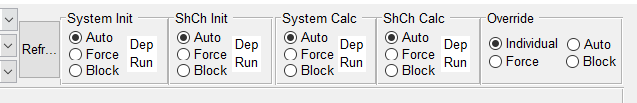 System Init ShCh Init System Calc ShCh Calc Override
Auto Auto Auto Auto
Dep Dep Dep Dep Individual Auto
Refr... Force Force Force Force
Run Run Run Run Force Block
Block Block Block Block